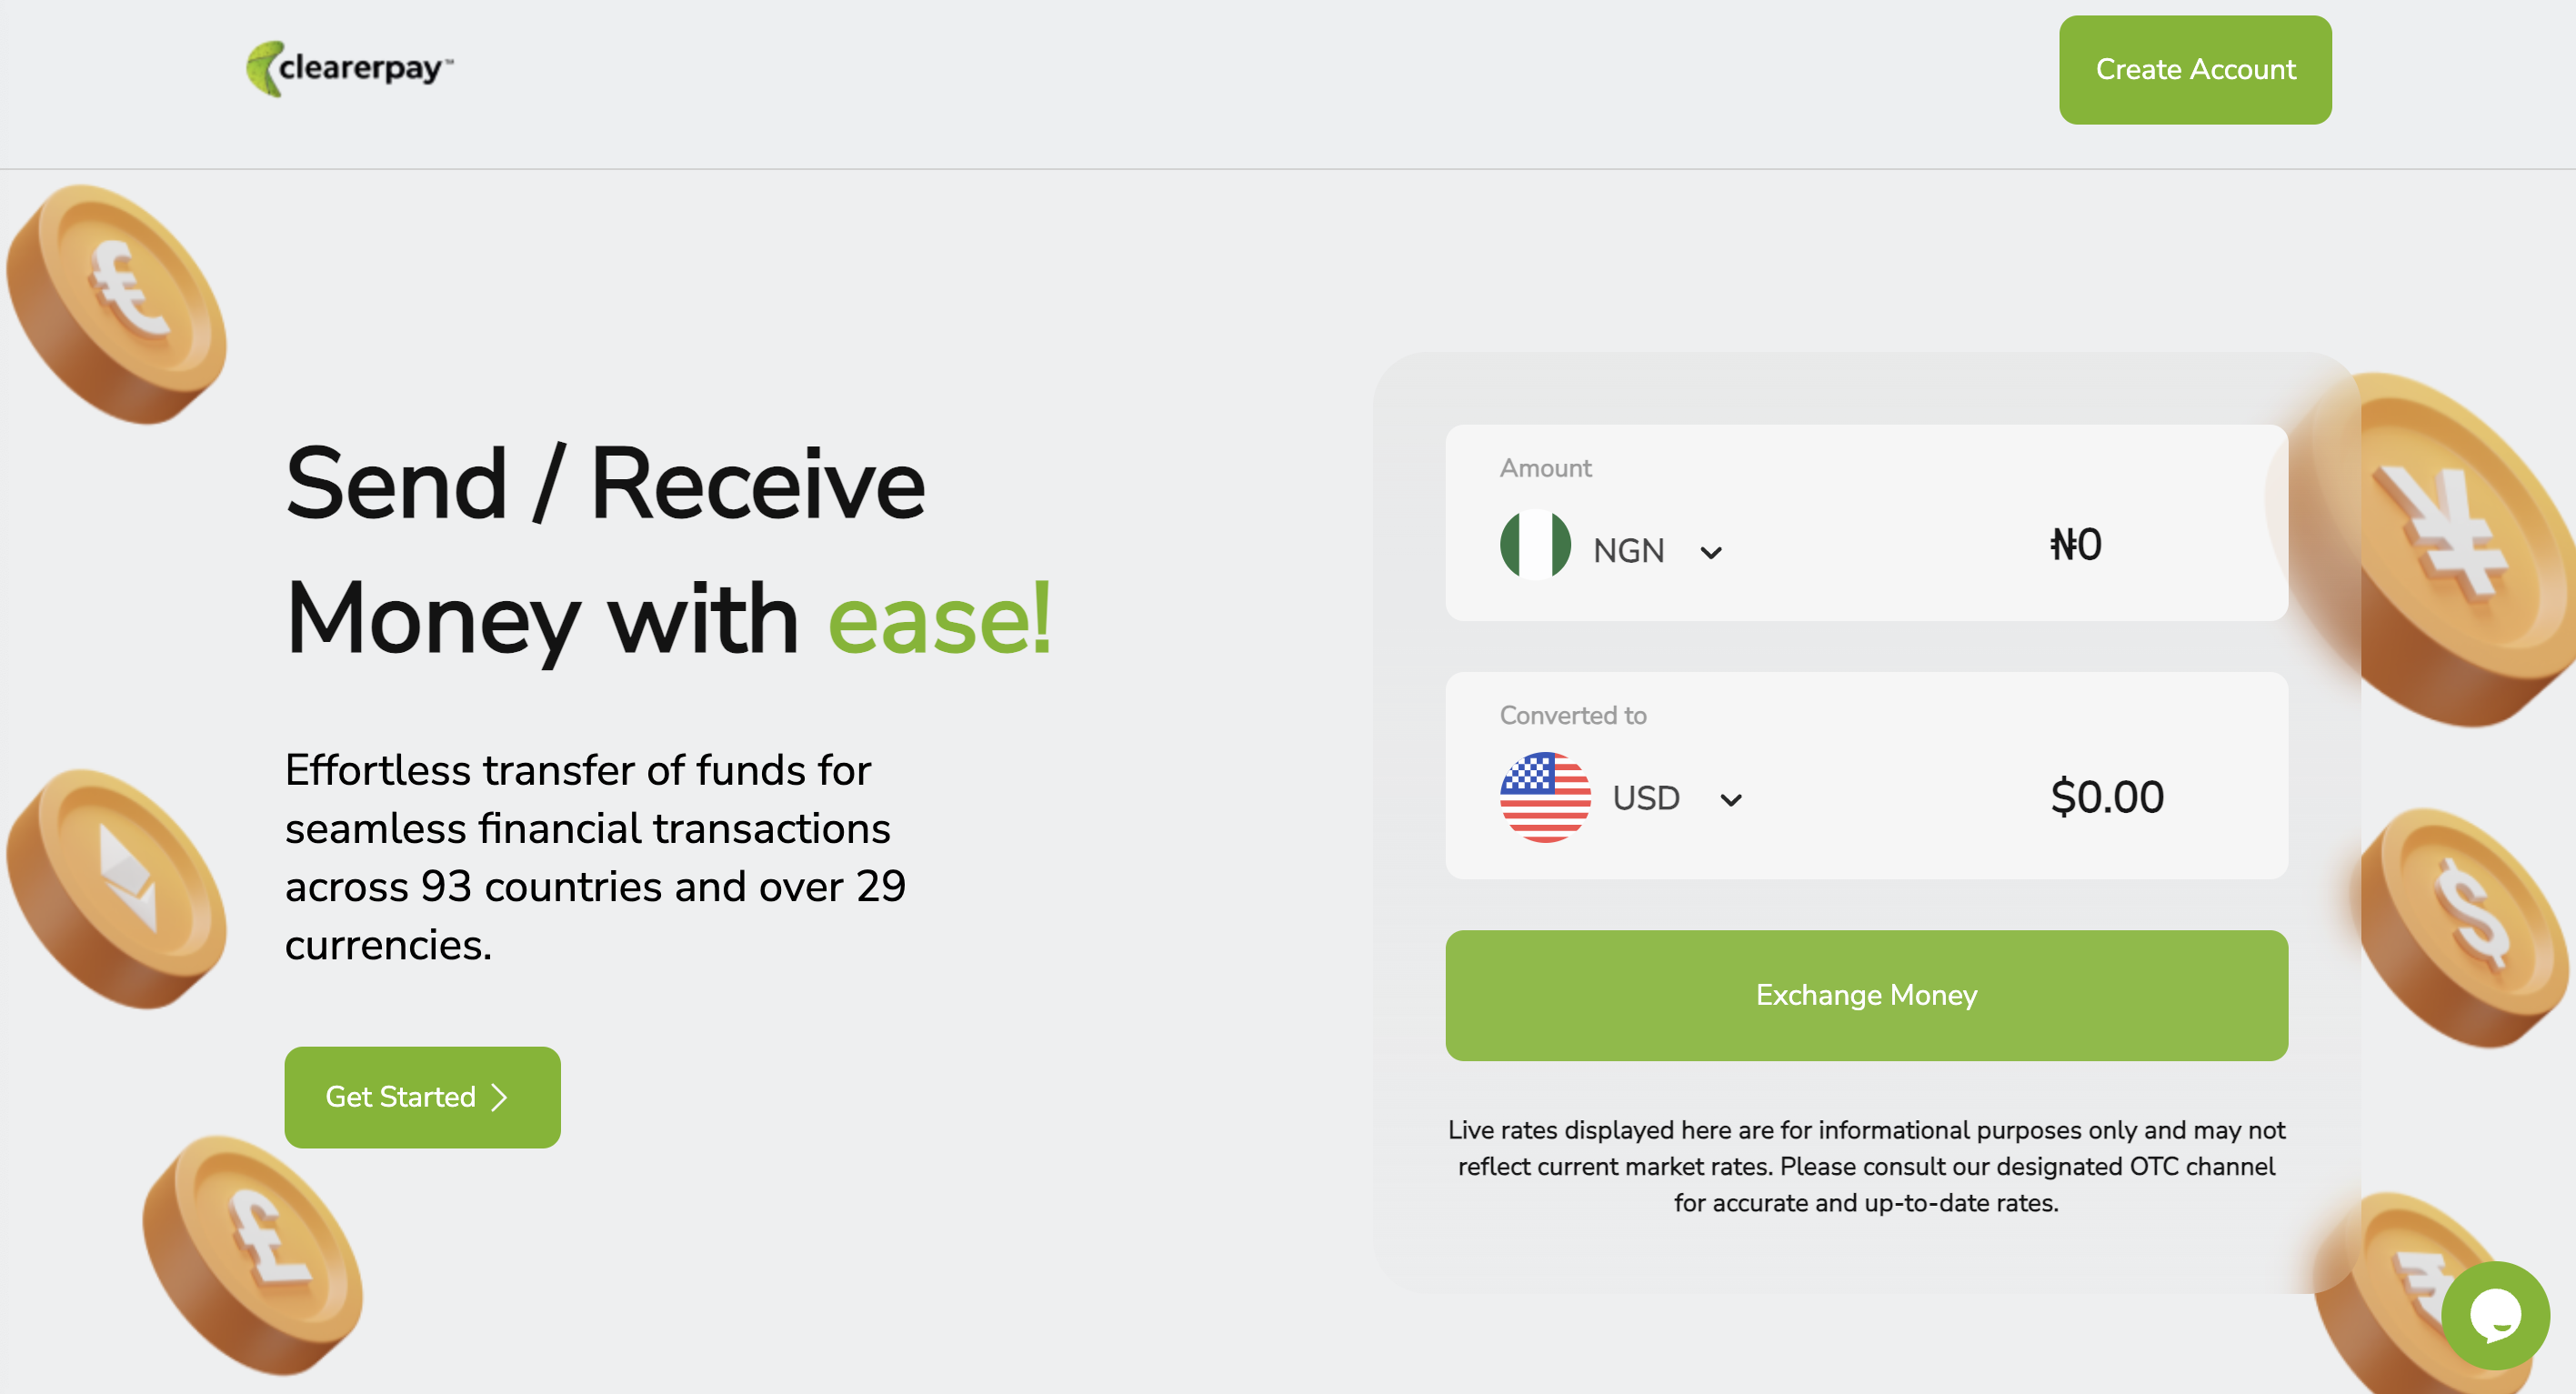 clearerpay™
Create Account
Send / Receive
Money with ease!
Effortless transfer of funds for
seamless financial transactions
across 93 countries and over 29
currencies.
Get Started
Amount
NGN
₦0
Converted to
USD
$0.00
Exchange Money
Live rates displayed here are for informational purposes only and may not
reflect current market rates. Please consult our designated OTC channel
for accurate and up-to-date rates.
€
¥
$
£
₹